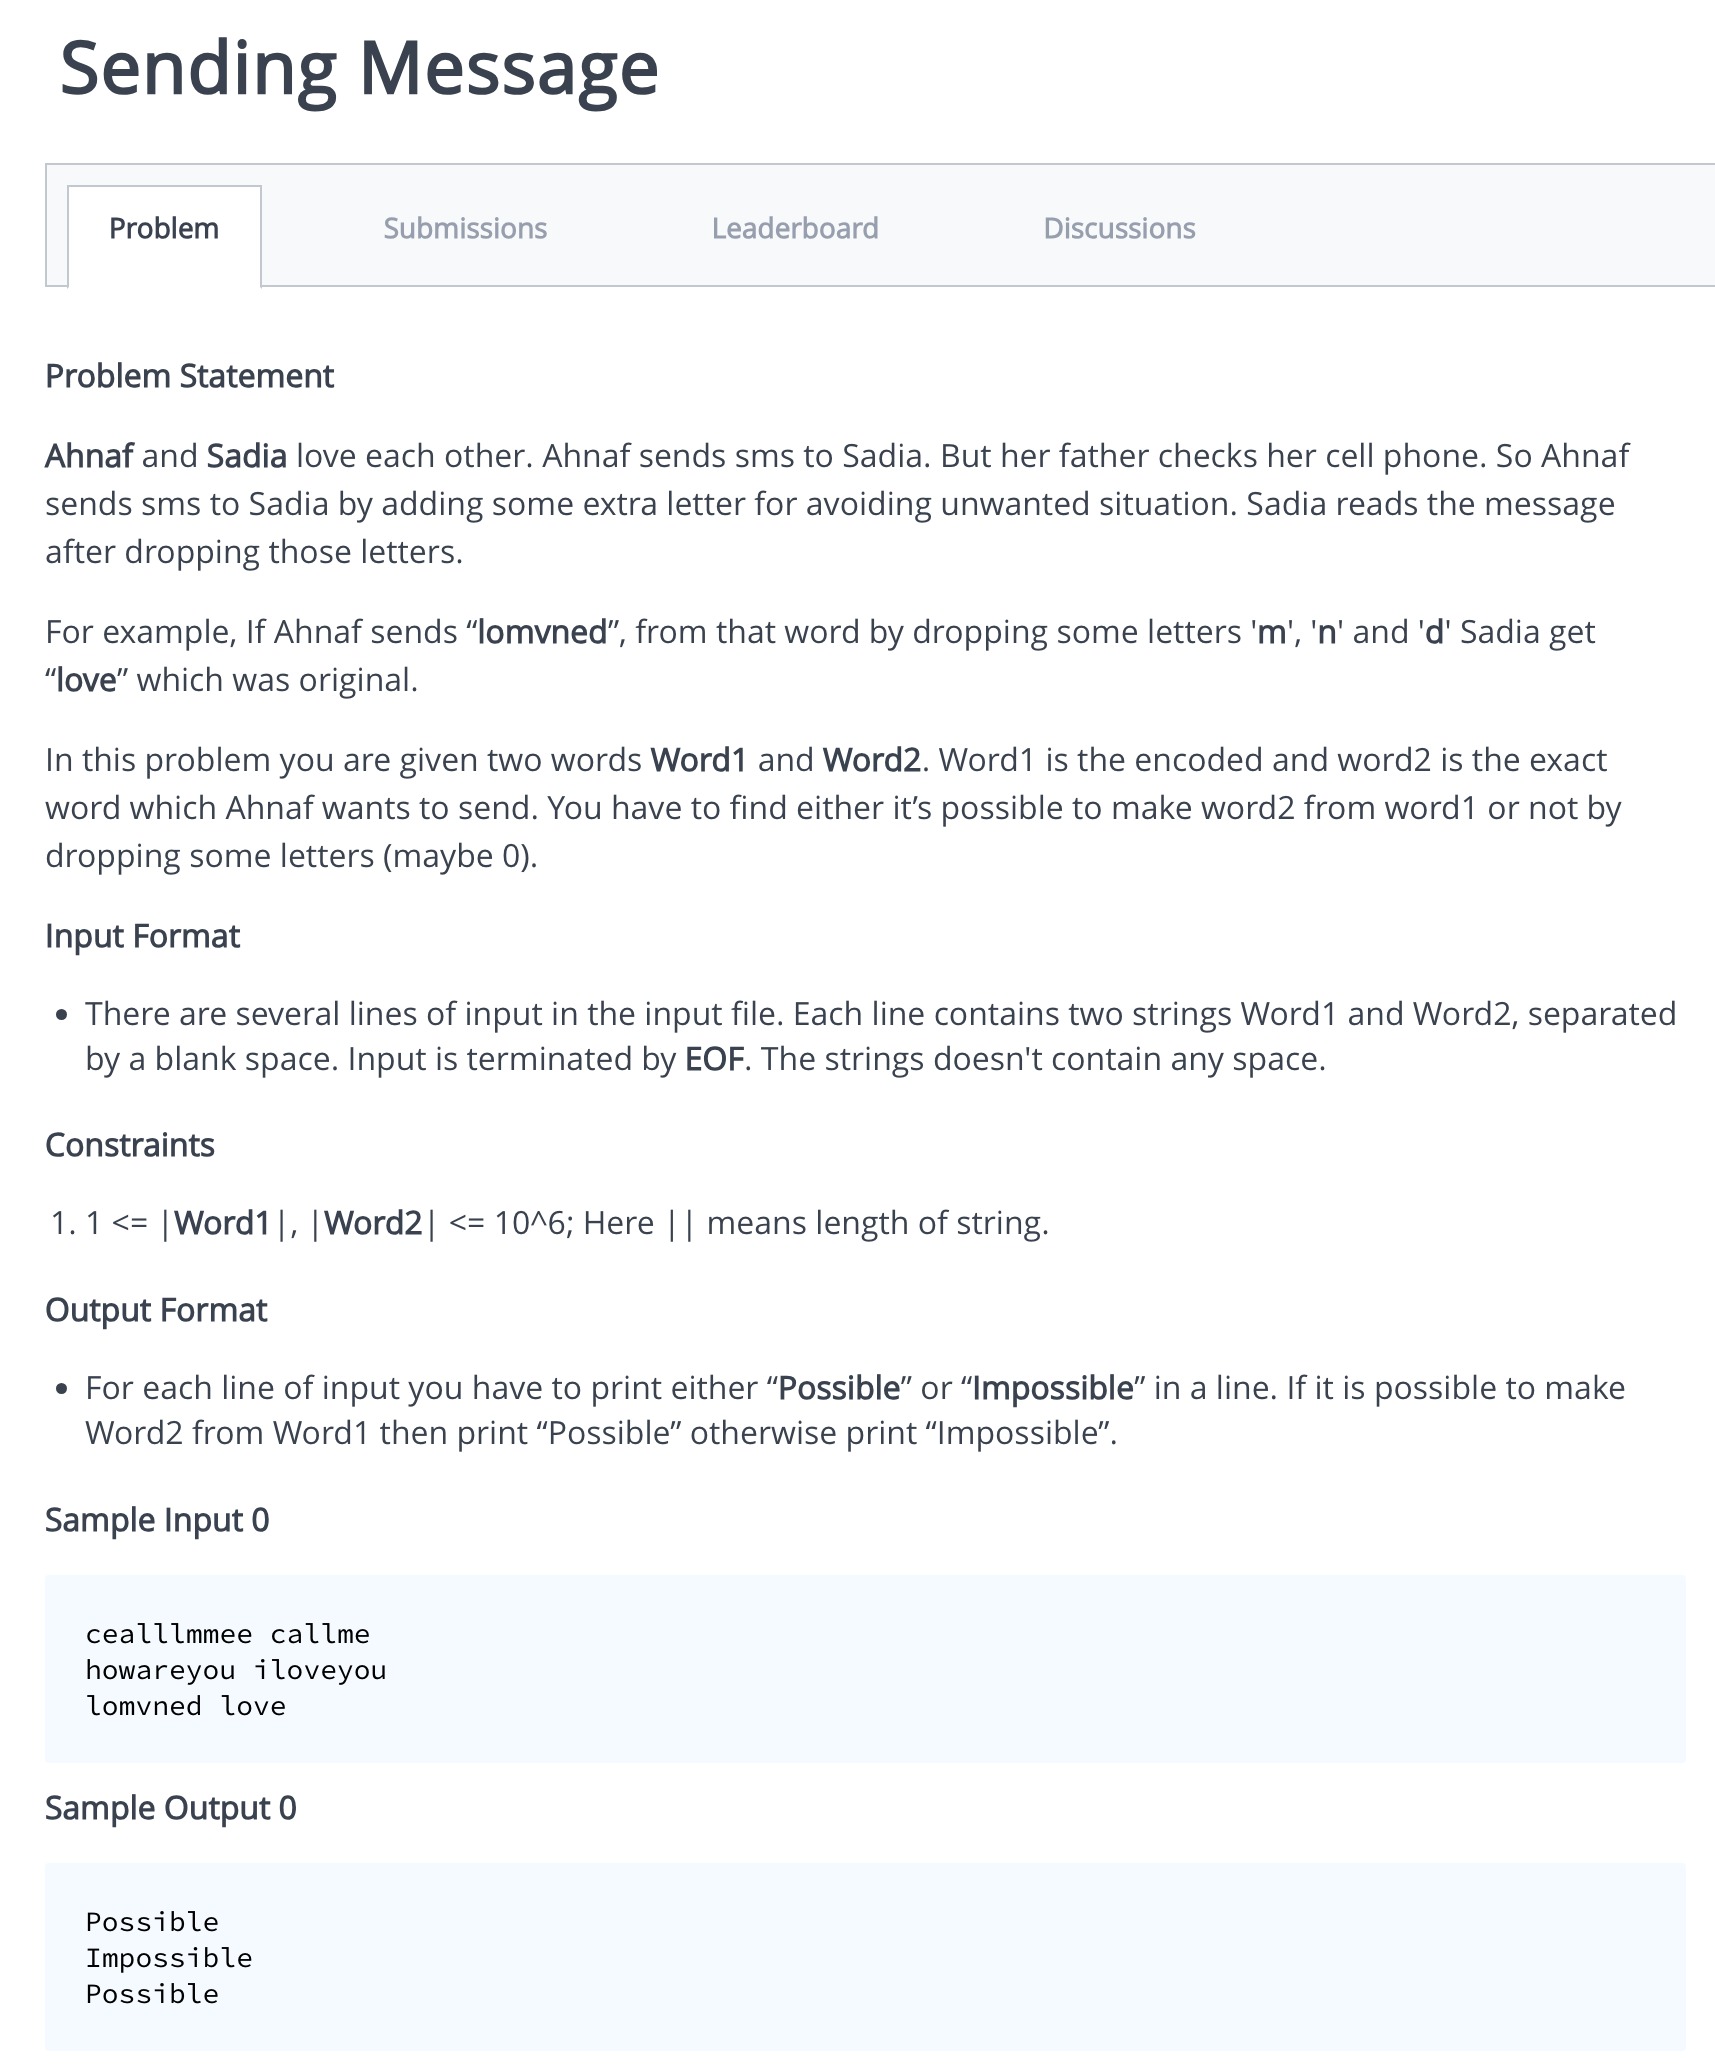 Sending Message
Problem
Submissions
Leaderboard
Discussions
Problem Statement
Ahnaf and Sadia love each other. Ahnaf sends sms to Sadia. But her father checks her cell phone. So Ahnaf
sends sms to Sadia by adding some extra letter for avoiding unwanted situation. Sadia reads the message
after dropping those letters.
For example, If Ahnaf sends “lomvned”, from that word by dropping some letters 'm', 'n' and 'd' Sadia get
“love” which was original.
In this problem you are given two words Word1 and Word2. Word1 is the encoded and word2 is the exact
word which Ahnaf wants to send. You have to find either it’s possible to make word2 from word1 or not by
dropping some letters (maybe 0).
Input Format
• There are several lines of input in the input file. Each line contains two strings Word1 and Word2, separated
by a blank space. Input is terminated by EOF. The strings doesn't contain any space.
Constraints
1. 1 <= |Word1|, |Word2| <= 10^6; Here || means length of string.
Output Format
• For each line of input you have to print either “Possible” or “Impossible” in a line. If it is possible to make
Word2 from Word1 then print “Possible” otherwise print “Impossible”.
Sample Input 0
cealllmmee callme
howareyou iloveyou
lomvned love
Sample Output 0
Possible
Impossible
Possible